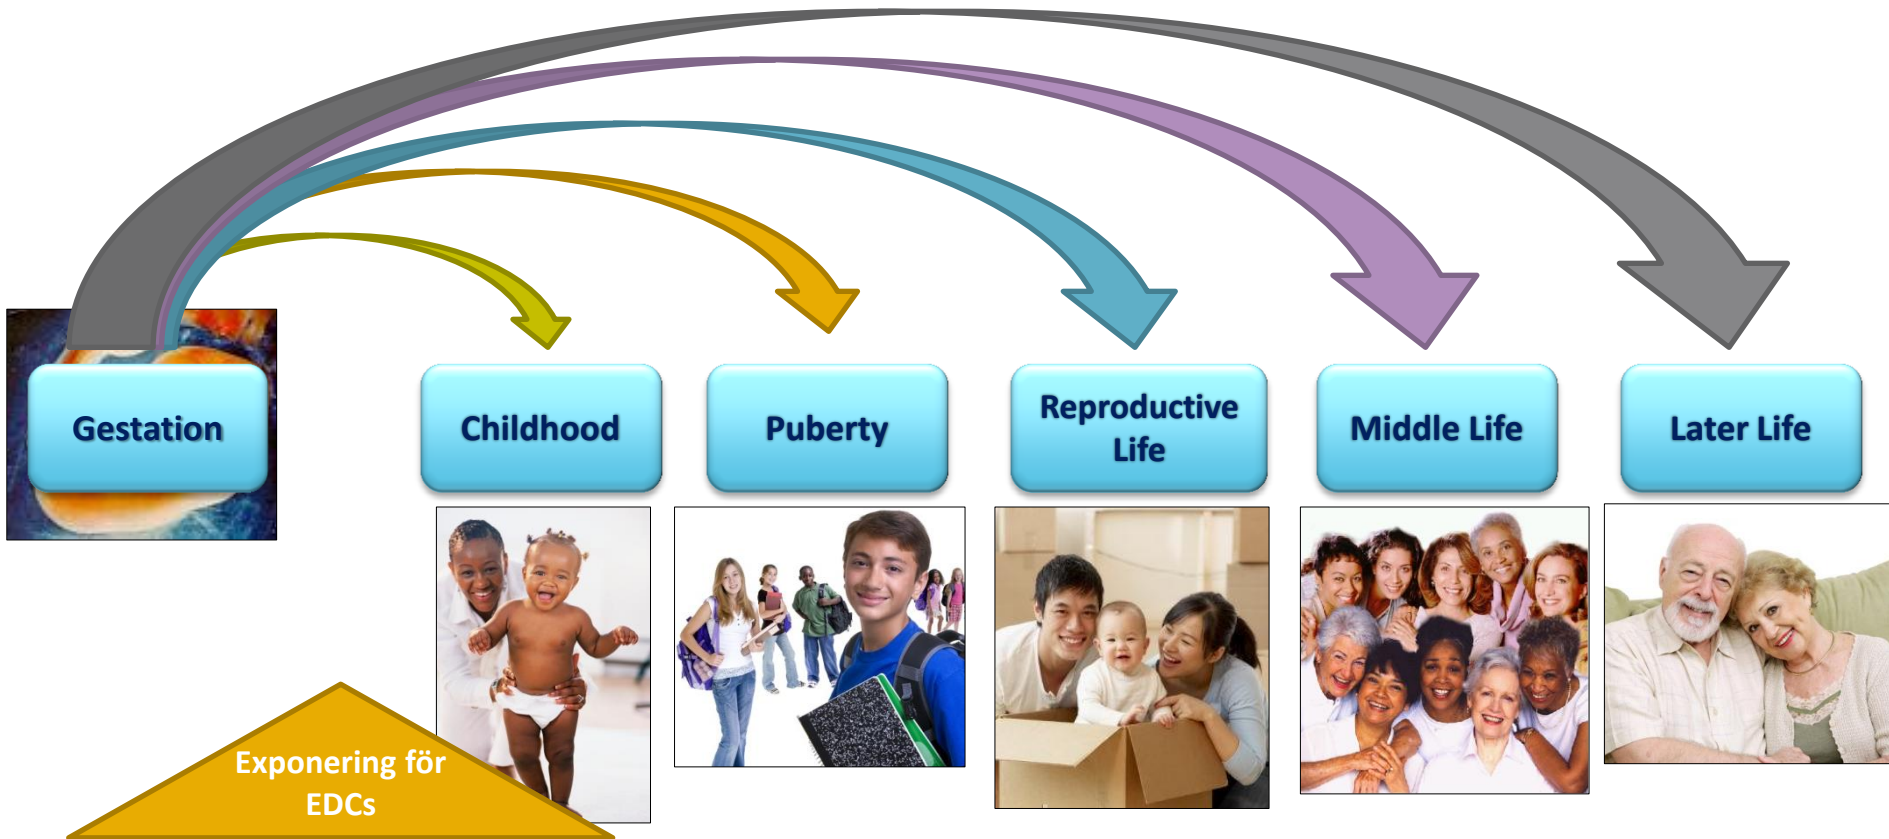 Gestation
Childhood
Puberty
Reproductive
Life
Middle Life
Later Life
Exponering för
EDCs